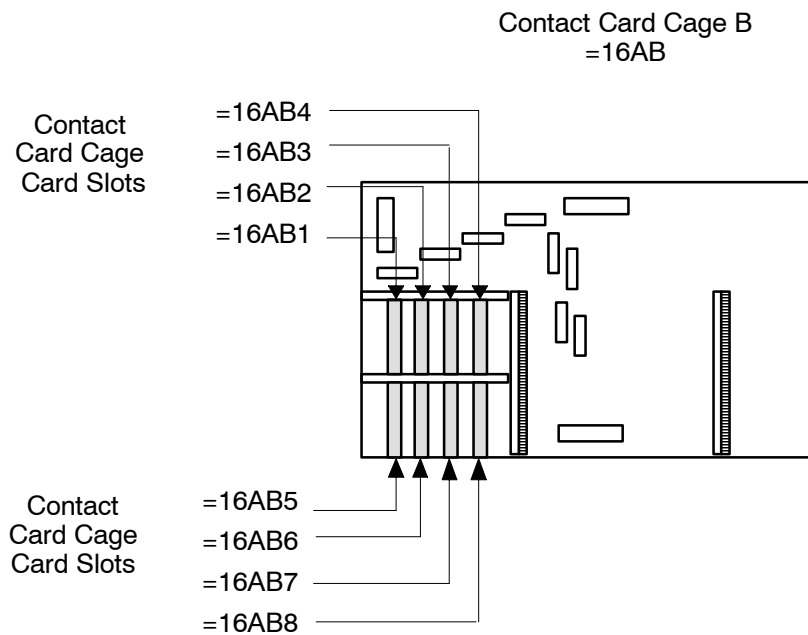 Contact Card Cage B
=16AB
Contact
Card Cage
Card Slots
=16AB4
=16AB3
=16AB2
=16AB1
Contact
Card Cage
Card Slots
=16AB5
=16AB6
=16AB7
=16AB8